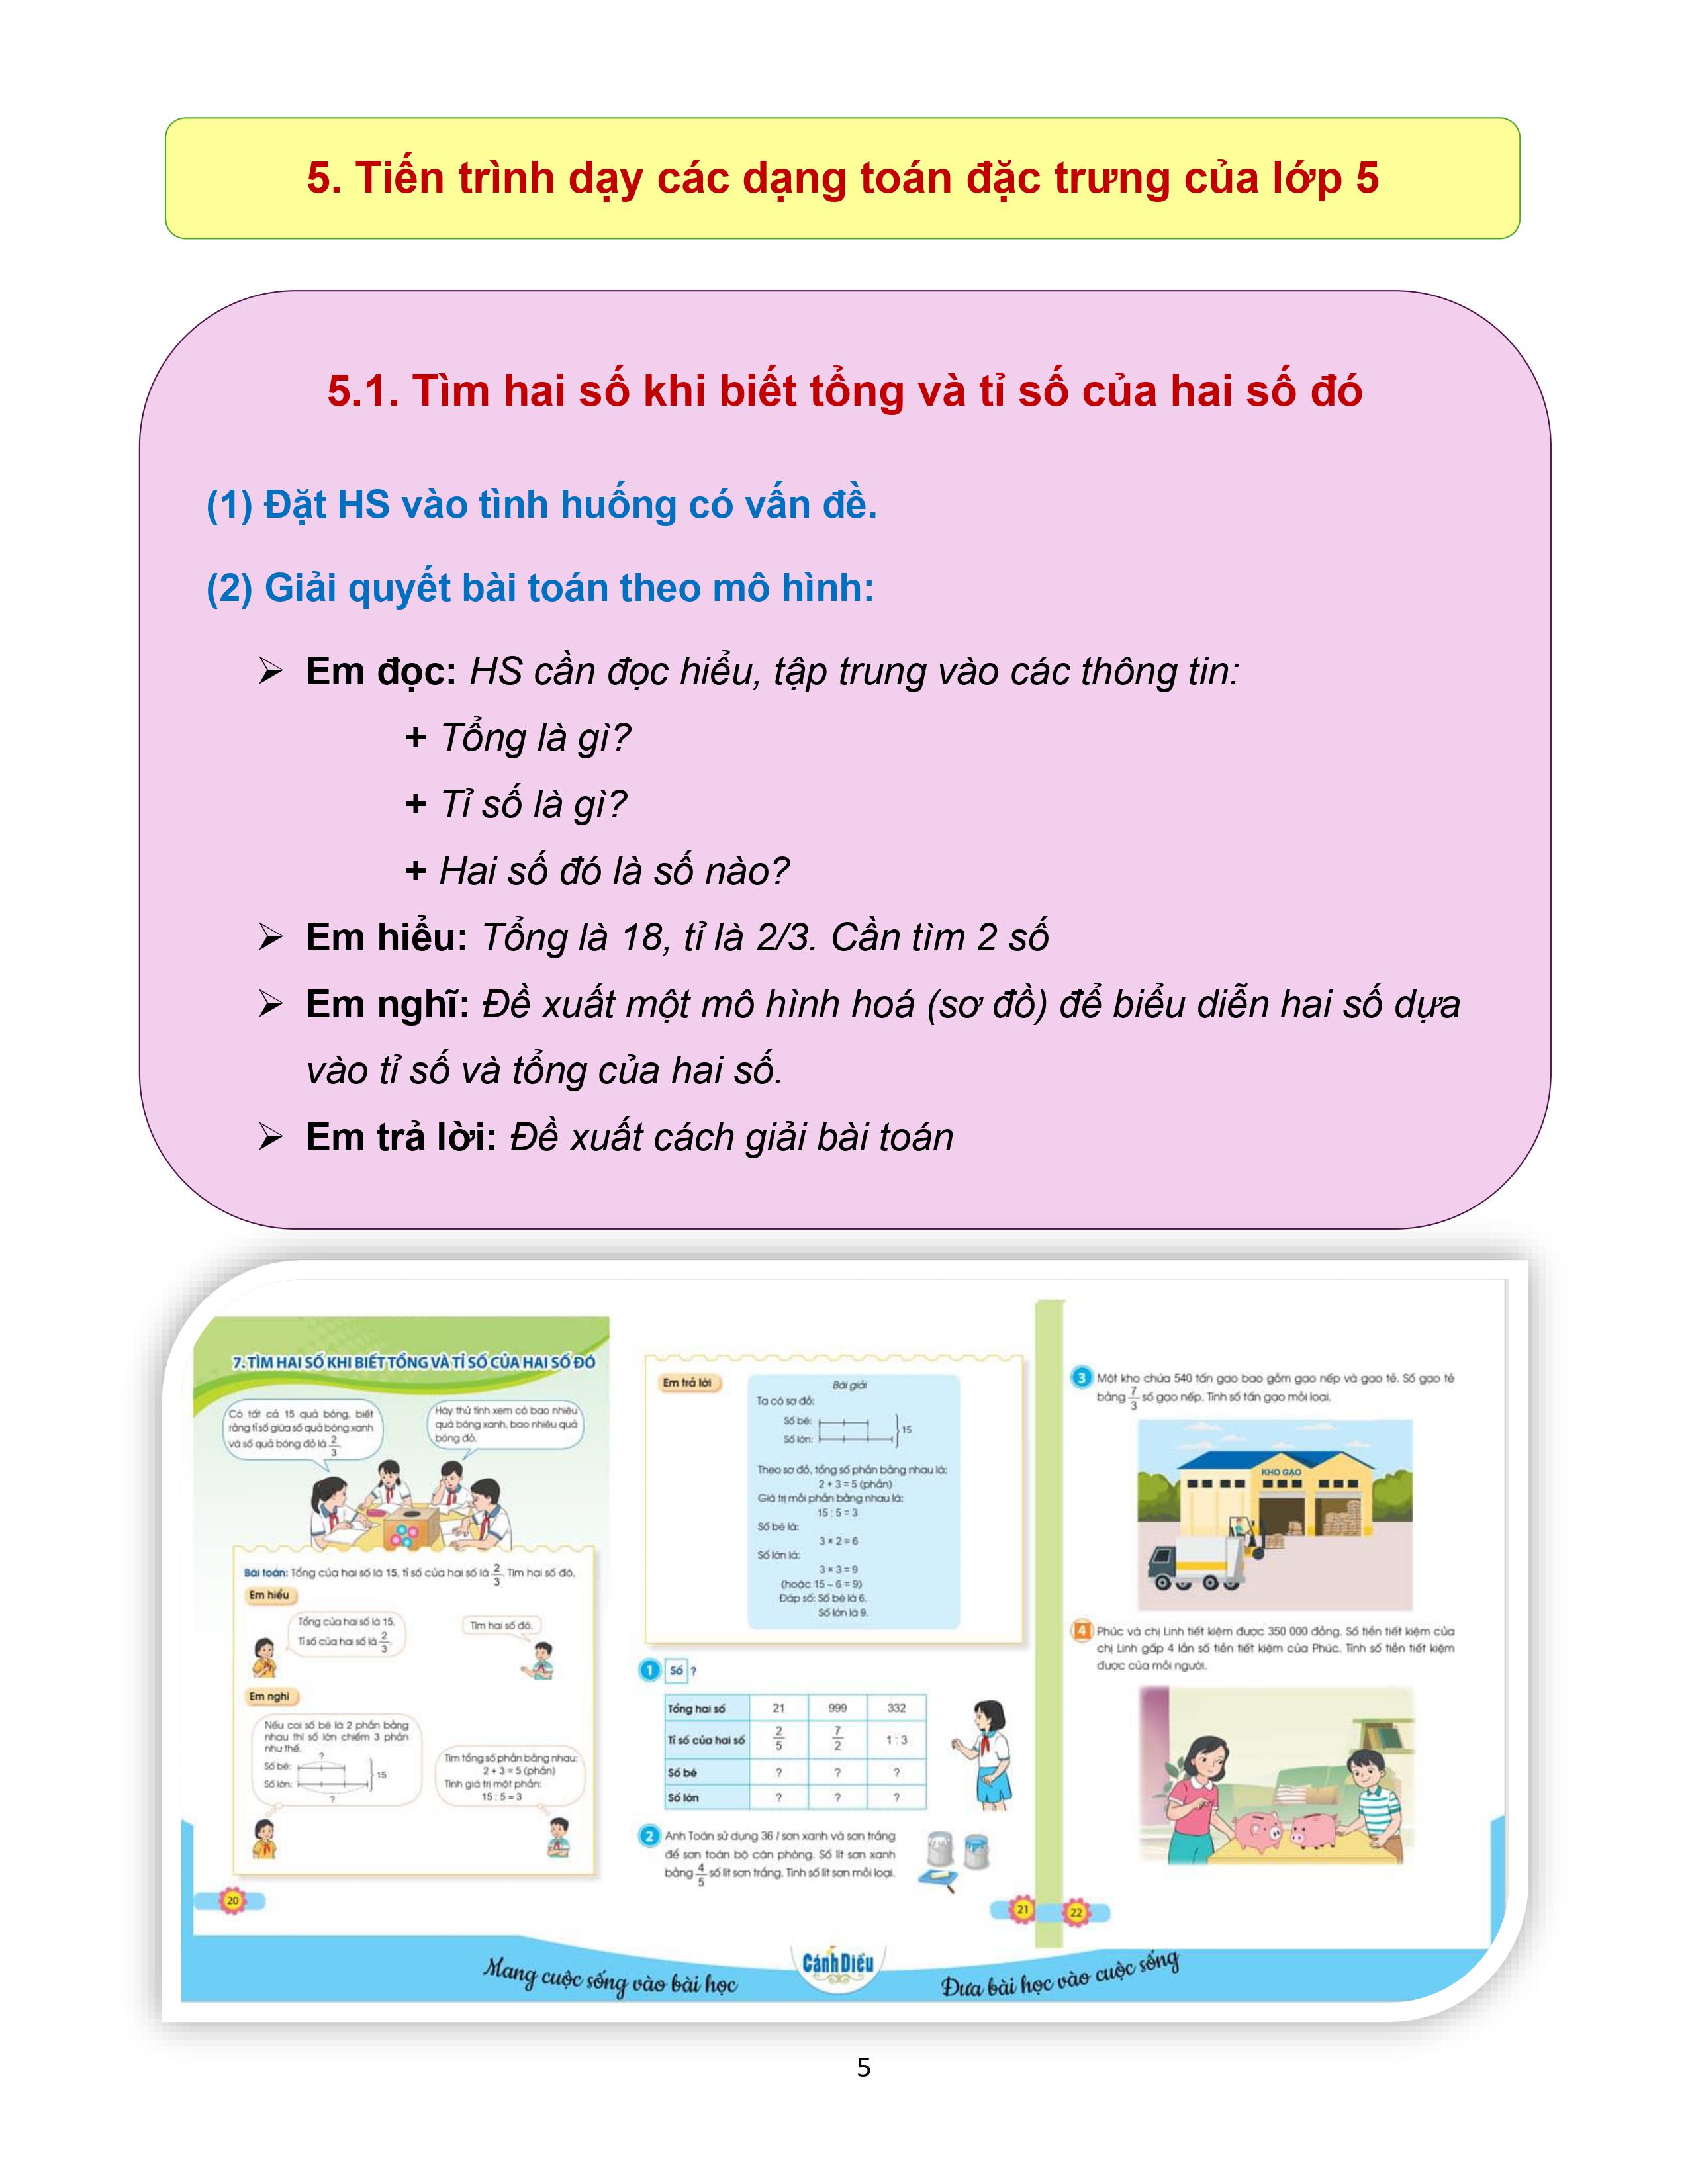 5. Tiến trình dạy các dạng toán đặc trưng của lớp 5
5.1. Tìm hai số khi biết tổng và tỉ số của hai số đó
(1) Đặt HS vào tình huống có vấn đề.
(2) Giải quyết bài toán theo mô hình:
➢ Em đọc: HS cần đọc hiểu, tập trung vào các thông tin:
+ Tổng là gì?
+ Tỉ số là gì?
+ Hai số đó là số nào?
➢ Em hiểu: Tổng là 18, tỉ là 2/3. Cần tìm 2 số
➢ Em nghĩ: Đề xuất một mô hình hoá (sơ đồ) để biểu diễn hai số dựa
vào tỉ số và tổng của hai số.
➢ Em trả lời: Đề xuất cách giải bài toán
7. TÌM HAI SỐ KHI BIẾT TỔNG VÀ TỈ SỐ CỦA HAI SỐ ĐÓ
Có tất cả 15 quả bóng, biết
rằng tỉ số giữa số quả bóng xanh
và số quả bóng đỏ là 2/3.
Hãy thử tính xem có bao nhiêu
quả bóng xanh, bao nhiêu quả
bóng đỏ.
Bài toán: Tổng của hai số là 15, tỉ số của hai số là 2/3. Tìm hai số đó.
Em hiểu
Tổng của hai số là 15.
Tỉ số của hai số là 2/3.
Tìm hai số đó.
Em nghĩ
Nếu coi số bé là 2 phần bằng
nhau thì số lớn chiếm 3 phần
như thế.
?
Số bé:
Số lớn:
15
?
Tìm tổng số phần bằng nhau:
2 + 3 = 5 (phần)
Tính giá trị một phần:
15 : 5 = 3
20
Em trả lời
Bài giải
Ta có sơ đồ:
Số bé:
Số lớn:
15
Theo sơ đồ, tổng số phần bằng nhau là:
2 + 3 = 5 (phần)
Giá trị mỗi phần bằng nhau là:
15 : 5 = 3
Số bé là:
3 × 2 = 6
Số lớn là:
3 × 3 = 9
(hoặc 15 – 6 = 9)
Đáp số: Số bé là 6.
Số lớn là 9.
1 Số ?
Tổng hai số 21 999 332
Tỉ số của hai số 2/5 7/2 1 : 3
Số bé ? ? ?
Số lớn ? ? ?
2 Anh Toàn sử dụng 36 l sơn xanh và sơn trắng
để sơn toàn bộ căn phòng. Số lít sơn xanh
bằng 4/5 số lít sơn trắng. Tính số lít sơn mỗi loại.
21
3 Một kho chứa 540 tấn gạo bao gồm gạo nếp và gạo tẻ. Số gạo tẻ
bằng 7/3 số gạo nếp. Tính số tấn gạo mỗi loại.
KHO GẠO
4 Phúc và chị Linh tiết kiệm được 350 000 đồng. Số tiền tiết kiệm của
chị Linh gấp 4 lần số tiền tiết kiệm của Phúc. Tính số tiền tiết kiệm
được của mỗi người.
22
Mang cuộc sống vào bài học
Cánh Diều
Đưa bài học vào cuộc sống
5